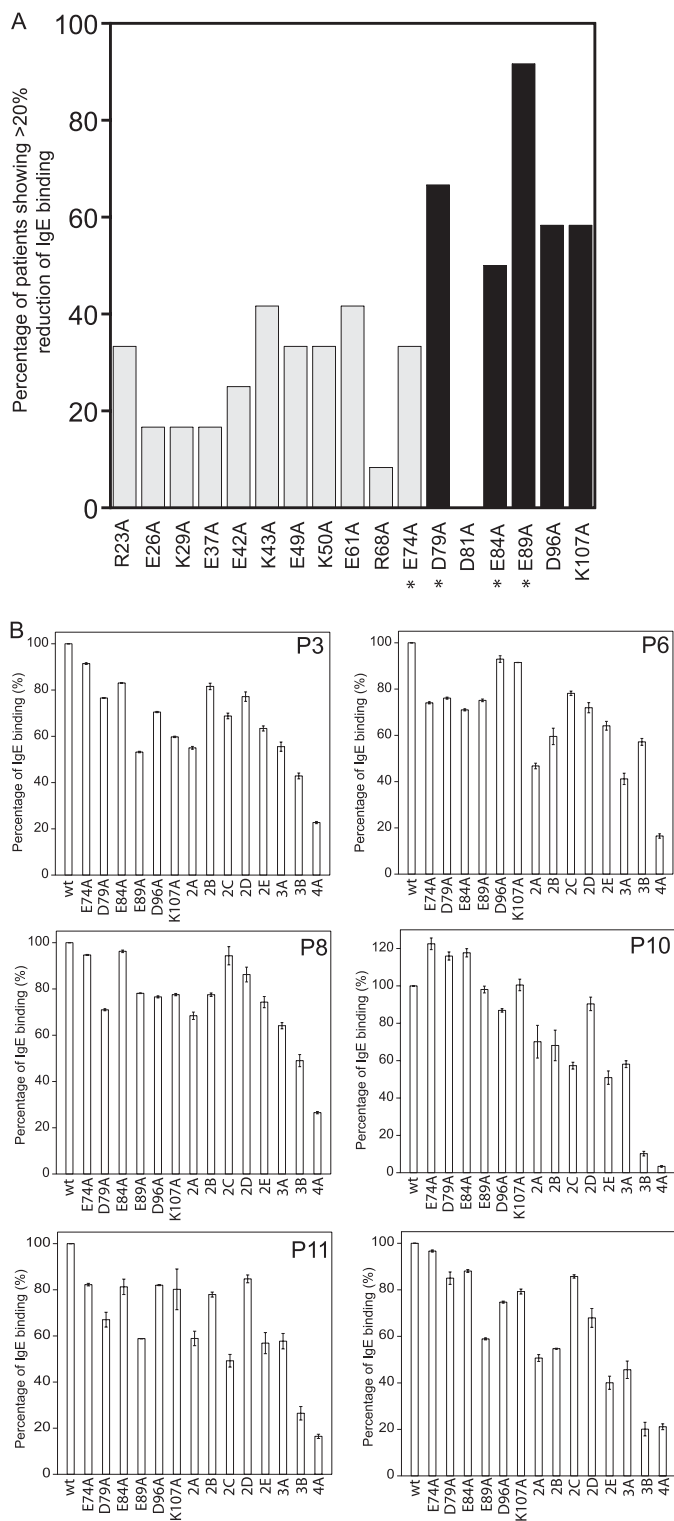 A
Percentage of patients showing >20%
reduction of IgE binding
100
80
60
40
20
0
R23A E26A K29A E37A E42A K43A E49A K50A E61A R68A * E74A * D79A D81A * E84A * E89A D96A K107A
B
P3
Percentage of IgE binding (%)
100
80
60
40
20
0
wt E74A D79A E84A E89A D96A K107A 2A 2B 2C 2D 2E 3A 3B 4A
P6
Percentage of IgE binding (%)
100
80
60
40
20
0
wt E74A D79A E84A E89A D96A K107A 2A 2B 2C 2D 2E 3A 3B 4A
P8
Percentage of IgE binding (%)
100
80
60
40
20
0
wt E74A D79A E84A E89A D96A K107A 2A 2B 2C 2D 2E 3A 3B 4A
P10
Percentage of IgE binding (%)
120
100
80
60
40
20
0
wt E74A D79A E84A E89A D96A K107A 2A 2B 2C 2D 2E 3A 3B 4A
P11
Percentage of IgE binding (%)
100
80
60
40
20
0
wt E74A D79A E84A E89A D96A K107A 2A 2B 2C 2D 2E 3A 3B 4A
Percentage of IgE binding (%)
100
80
60
40
20
0
wt E74A D79A E84A E89A D96A K107A 2A 2B 2C 2D 2E 3A 3B 4A